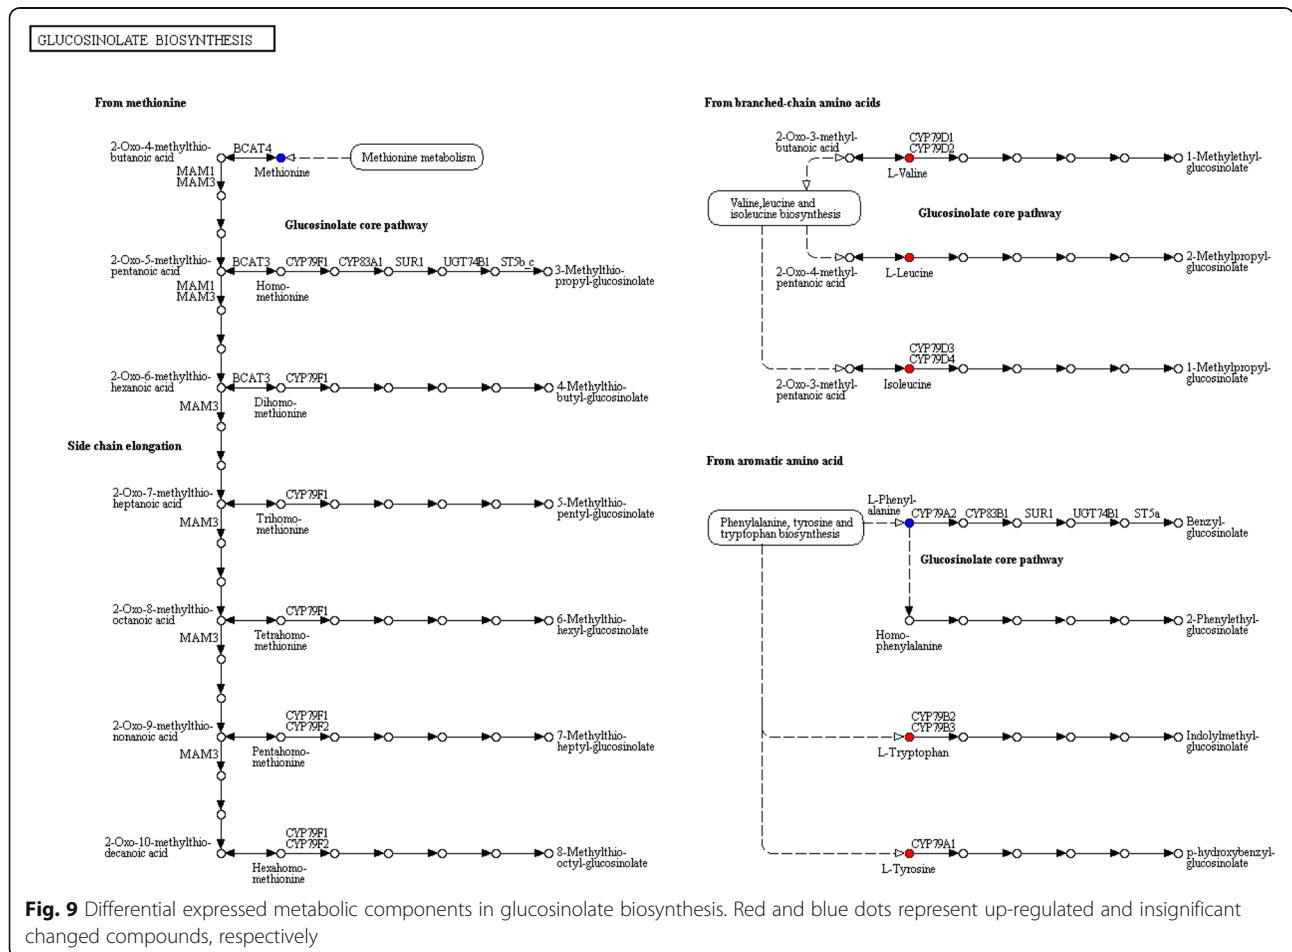 GLUCOSINOLATE BIOSYNTHESIS
From methionine
2-Oxo-4-methylthio-
butanoic acid
BCAT4
Methionine
Methionine metabolism
MAM1
MAM3
Glucosinolate core pathway
2-Oxo-5-methylthio-
pentanoic acid
BCAT3
CYP79F1
CYP83A1
SUR1
UGT74B1
ST5b_c
Homo-
methionine
3-Methylthio-
propyl-glucosinolate
MAM1
MAM3
2-Oxo-6-methylthio-
hexanoic acid
BCAT3
CYP79F1
Dihomo-
methionine
4-Methylthio-
butyl-glucosinolate
MAM3
Side chain elongation
2-Oxo-7-methylthio-
heptanoic acid
CYP79F1
Trihomo-
methionine
5-Methylthio-
pentyl-glucosinolate
MAM3
2-Oxo-8-methylthio-
octanoic acid
CYP79F1
Tetrahomo-
methionine
6-Methylthio-
hexyl-glucosinolate
MAM3
2-Oxo-9-methylthio-
nonanoic acid
CYP79F1
CYP79F2
Pentahomo-
methionine
7-Methylthio-
heptyl-glucosinolate
MAM3
2-Oxo-10-methylthio-
decanoic acid
CYP79F1
CYP79F2
Hexahomo-
methionine
8-Methylthio-
octyl-glucosinolate
From branched-chain amino acids
2-Oxo-3-methyl-
butanoic acid
CYP79D1
CYP79D2
L-Valine
1-Methylethyl-
glucosinolate
Valine,leucine and
isoleucine biosynthesis
Glucosinolate core pathway
2-Oxo-4-methyl-
pentanoic acid
L-Leucine
2-Methylpropyl-
glucosinolate
CYP79D3
CYP79D4
2-Oxo-3-methyl-
pentanoic acid
Isoleucine
1-Methylpropyl-
glucosinolate
From aromatic amino acid
L-Phenyl-
alanine
Phenylalanine, tyrosine and
tryptophan biosynthesis
CYP79A2
CYP83B1
SUR1
UGT74B1
ST5a
Benzyl-
glucosinolate
Glucosinolate core pathway
Homo-
phenylalanine
2-Phenylethyl-
glucosinolate
CYP79B2
CYP79B3
L-Tryptophan
Indolylmethyl-
glucosinolate
CYP79A1
L-Tyrosine
p-hydroxybenzyl-
glucosinolate
Fig. 9 Differential expressed metabolic components in glucosinolate biosynthesis. Red and blue dots represent up-regulated and insignificant
changed compounds, respectively